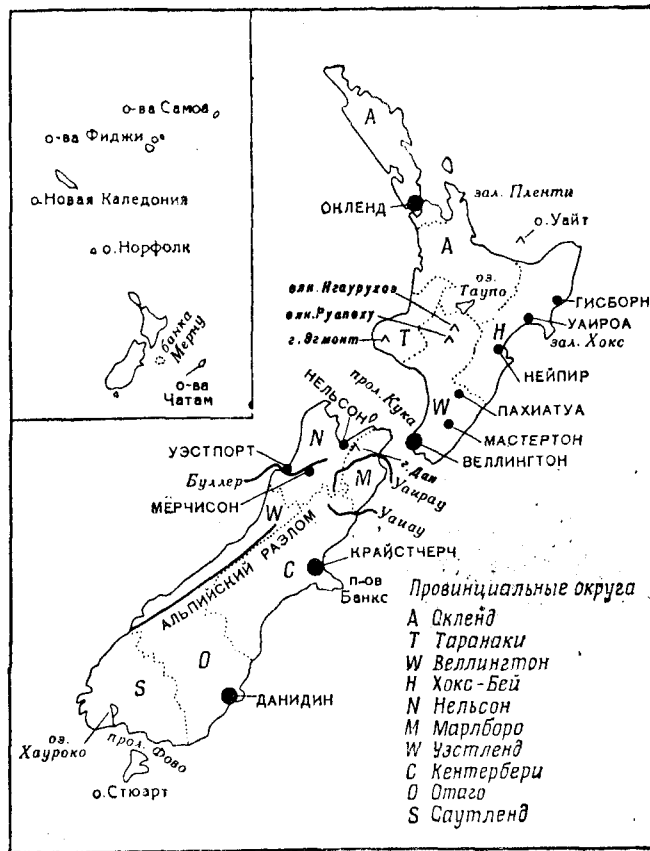 о-ва Самоа
о-ва Фиджи
о.Новая Каледония
о.Норфолк
банка
Мерну
о-ва
Чатам
А
зал. Пленти
о.Уайт
ОКЛЕНД
А
оз.
Таупо
влк.Нгаурухов
влк.Руапеху
г.Эгмонт
Т
Н
ГИСБОРН
УАИРОА
зал. Хокс
НЕЙПИР
прол. Кука
W
ПАХИАТУА
МАСТЕРТОН
ВЕЛЛИНГТОН
НЕЛЬСОН
N
УЭСТПОРТ
Буллер
МЕРЧИСОН
г.Дан
M
Уаирау
Уаиау
W
АЛЬПИЙСКИЙ РАЗЛОМ
C
КРАЙСТЧЕРЧ
п-ов
Банкс
O
S
ДАНИДИН
оз.
Хауроко
прол. Фово
о.Стюарт
Провинциальные округа
A Окленд
T Таранаки
W Веллингтон
H Хокс-Бей
N Нельсон
M Марлборо
W Уэстленд
C Кентербери
O Отаго
S Саутленд